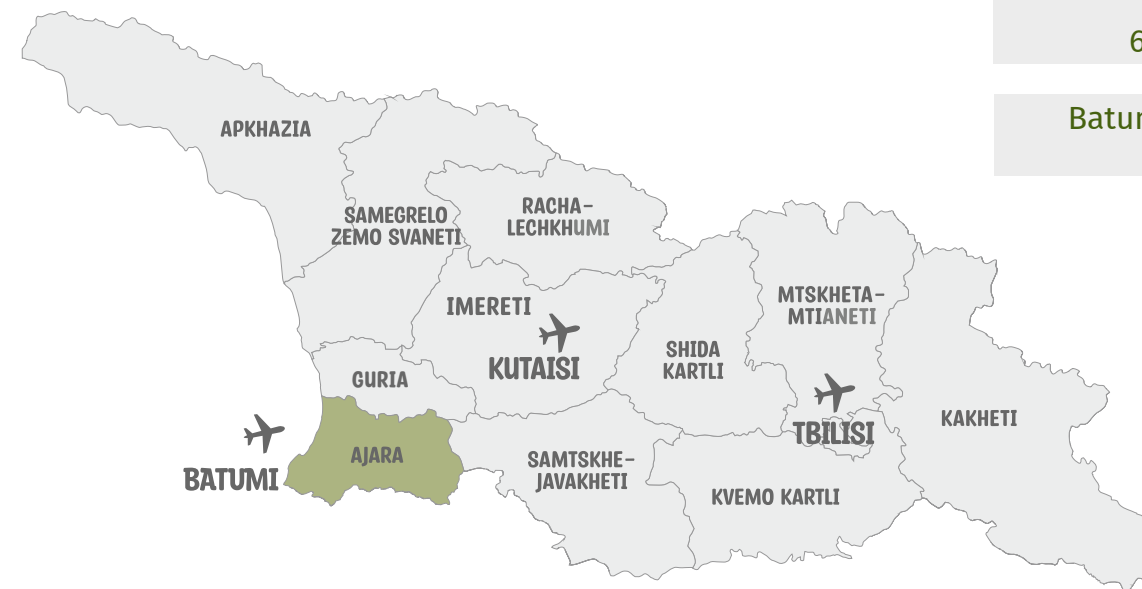 6
APKHAZIA
SAMEGRELO
ZEMO SVANETI
RACHA-
LECHKHUMI
IMERETI
KUTAISI
MTSKHETA-
MTIANETI
SHIDA
KARTLI
GURIA
TBILISI
KAKHETI
AJARA
BATUMI
SAMTSKHE-
JAVAKHETI
KVEMO KARTLI